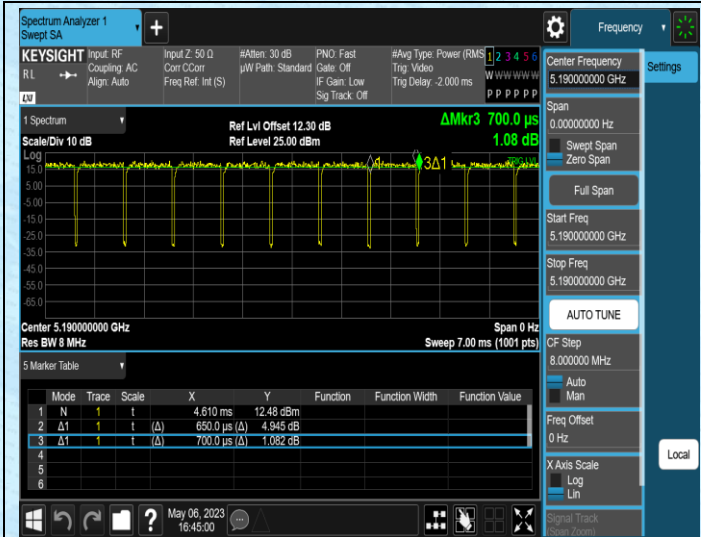 Spectrum Analyzer 1
Swept SA
+
Frequency
KEYSIGHT
RL
LXI
Input: RF
Coupling: AC
Align: Auto
Input Z: 50 Ω
Corr CCorr
Freq Ref: Int (S)
#Atten: 30 dB
µW Path: Standard
PNO: Fast
Gate: Off
IF Gain: Low
Sig Track: Off
#Avg Type: Power (RMS
Trig: Video
Trig Delay: -2.000 ms
1 2 3 4 5 6
W W W W W W
P P P P P P
1 Spectrum
Scale/Div 10 dB
Log
Ref Lvl Offset 12.30 dB
Ref Level 25.00 dBm
ΔMkr3 700.0 µs
1.08 dB
3Δ1
TRIG LVL
15.0
5.00
-5.00
-15.0
-25.0
-35.0
-45.0
-55.0
-65.0
Center 5.190000000 GHz
Res BW 8 MHz
Span 0 Hz
Sweep 7.00 ms (1001 pts)
5 Marker Table
Mode Trace Scale X Y Function Function Width Function Value
1 N 1 t 4.610 ms 12.48 dBm
2 Δ1 1 t (Δ) 650.0 µs (Δ) 4.945 dB
3 Δ1 1 t (Δ) 700.0 µs (Δ) 1.082 dB
4
5
6
?
May 06, 2023
16:45:00
Center Frequency
5.190000000 GHz
Span
0.00000000 Hz
Swept Span
Zero Span
Full Span
Start Freq
5.190000000 GHz
Stop Freq
5.190000000 GHz
AUTO TUNE
CF Step
8.000000 MHz
Auto
Man
Freq Offset
0 Hz
X Axis Scale
Log
Lin
Signal Track
(Span Zoom)
Settings
Local